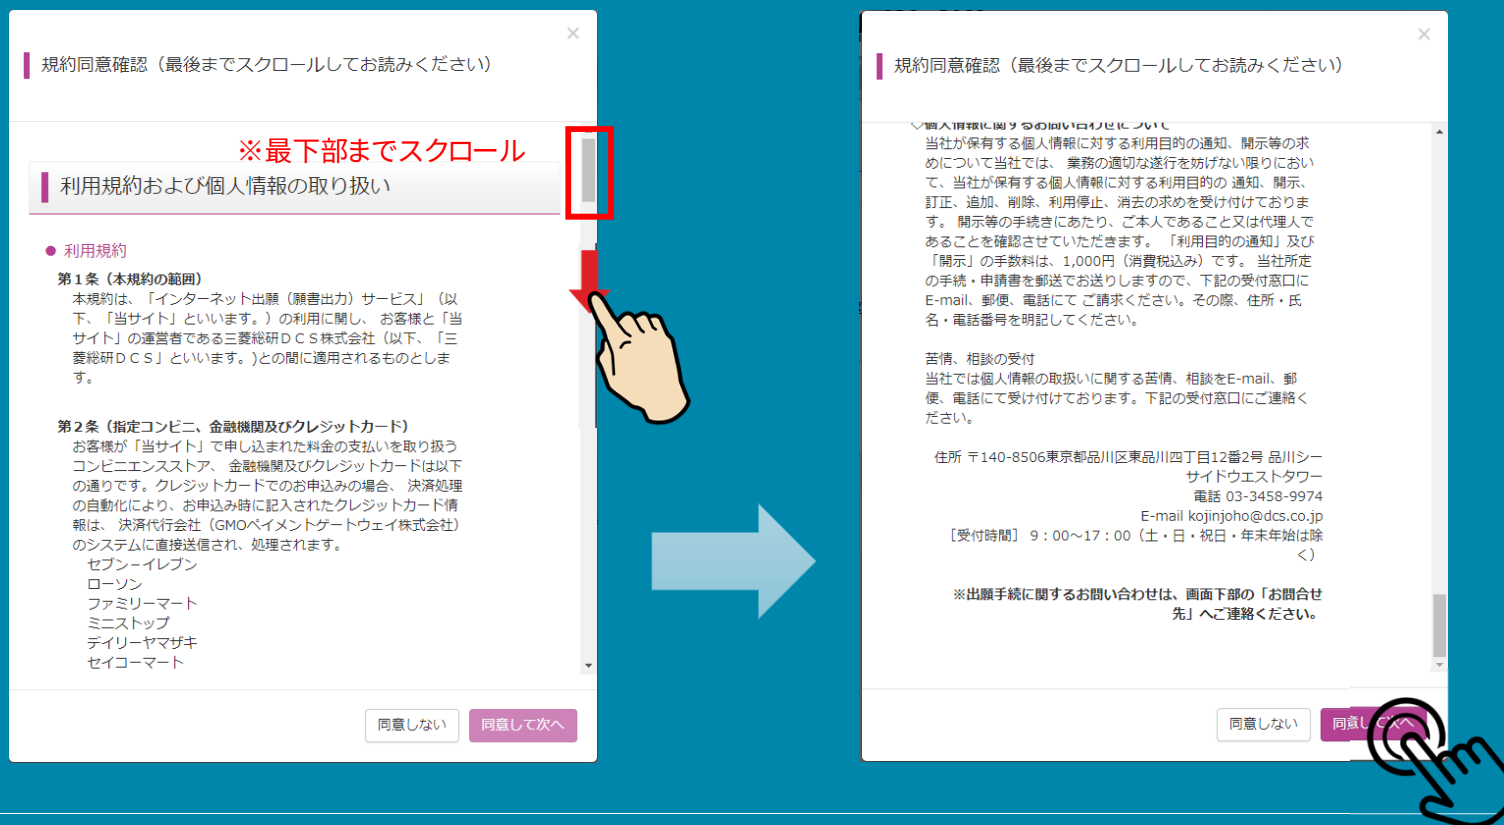 ×
規約同意確認（最後までスクロールしてお読みください）
※最下部までスクロール
利用規約および個人情報の取り扱い
● 利用規約
第１条（本規約の範囲）
本規約は、「インターネット出願（願書出力）サービス」（以
下、「当サイト」といいます。）の利用に関し、 お客様と「当
サイト」の運営者である三菱総研ＤＣＳ株式会社（以下、「三
菱総研ＤＣＳ」といいます。)との間に適用されるものとしま
す。
第２条（指定コンビニ、金融機関及びクレジットカード）
お客様が「当サイト」で申し込まれた料金の支払いを取り扱う
コンビニエンスストア、 金融機関及びクレジットカードは以下
の通りです。クレジットカードでのお申込みの場合、 決済処理
の自動化により、お申込み時に記入されたクレジットカード情
報は、 決済代行会社（GMOペイメントゲートウェイ株式会社）
のシステムに直接送信され、処理されます。
セブン－イレブン
ローソン
ファミリーマート
ミニストップ
デイリーヤマザキ
セイコーマート
同意しない
同意して次へ
×
規約同意確認（最後までスクロールしてお読みください）
◇個人情報に関するお問い合わせについて
当社が保有する個人情報に対する利用目的の通知、開示等の求
めについて当社では、 業務の適切な遂行を妨げない限りにおい
て、当社が保有する個人情報に対する利用目的の 通知、開示、
訂正、追加、削除、利用停止、消去の求めを受け付けておりま
す。 開示等の手続きにあたり、ご本人であること又は代理人で
あることを確認させていただきます。 「利用目的の通知」及び
「開示」の手数料は、1,000円（消費税込み）です。 当社所定
の手続・申請書を郵送でお送りしますので、下記の受付窓口に
E-mail、郵便、電話にて ご請求ください。その際、住所・氏
名・電話番号を明記してください。
苦情、相談の受付
当社では個人情報の取扱いに関する苦情、相談をE-mail、郵
便、電話にて受け付けております。下記の受付窓口にご連絡く
ださい。
住所 〒140-8506東京都品川区東品川四丁目12番2号 品川シー
サイドウエストタワー
電話 03-3458-9974
E-mail kojinjoho@dcs.co.jp
［受付時間］ 9：00～17：00（土・日・祝日・年末年始は除
く）
※出願手続に関するお問い合わせは、画面下部の「お問合せ
先」へご連絡ください。
同意しない
同意して次へ